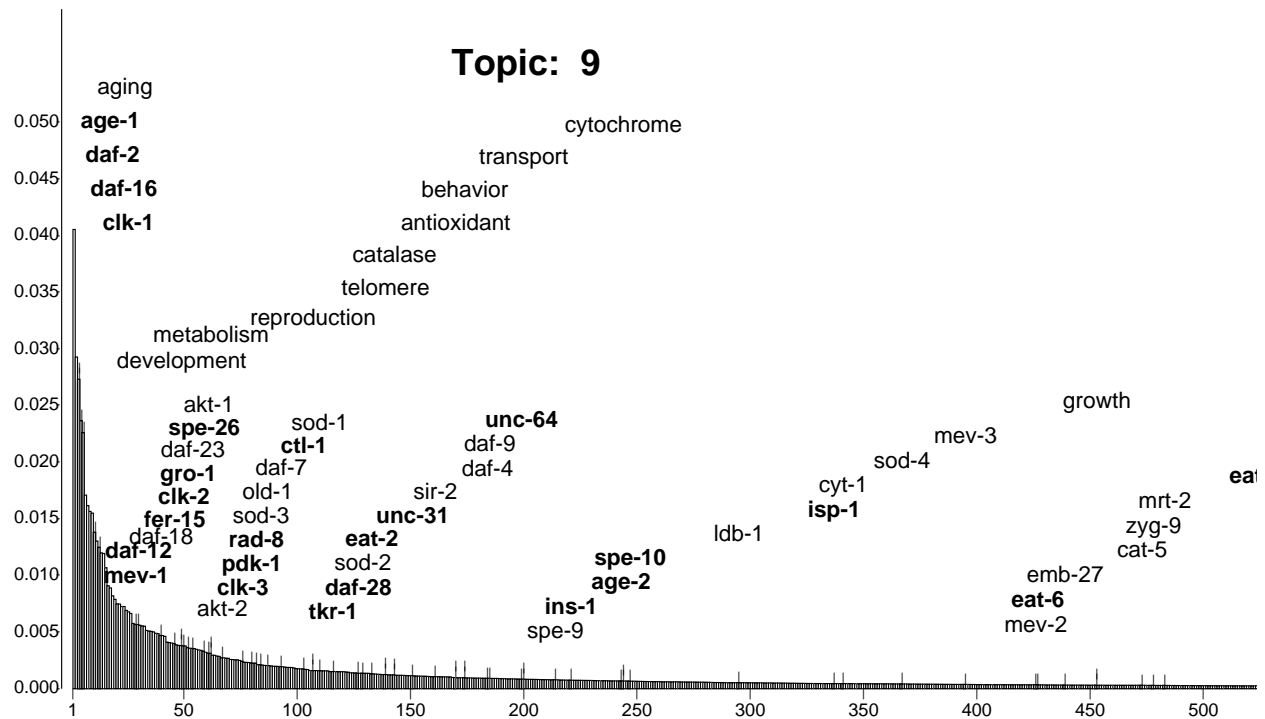 Topic: 9
aging
age-1
daf-2
daf-16
clk-1
cytochrome
transport
behavior
antioxidant
catalase
telomere
reproduction
metabolism
development
akt-1
spe-26
daf-23
gro-1
clk-2
fer-15
daf-18
daf-12
mev-1
sod-1
ctl-1
daf-7
old-1
sod-3
rad-8
pdk-1
clk-3
akt-2
unc-64
daf-9
daf-4
sir-2
unc-31
eat-2
sod-2
daf-28
tkr-1
spe-10
age-2
ins-1
spe-9
growth
mev-3
sod-4
cyt-1
isp-1
ldb-1
eat
mrt-2
zyg-9
cat-5
emb-27
eat-6
mev-2
0.050
0.045
0.040
0.035
0.030
0.025
0.020
0.015
0.010
0.005
0.000
1 50 100 150 200 250 300 350 400 450 500